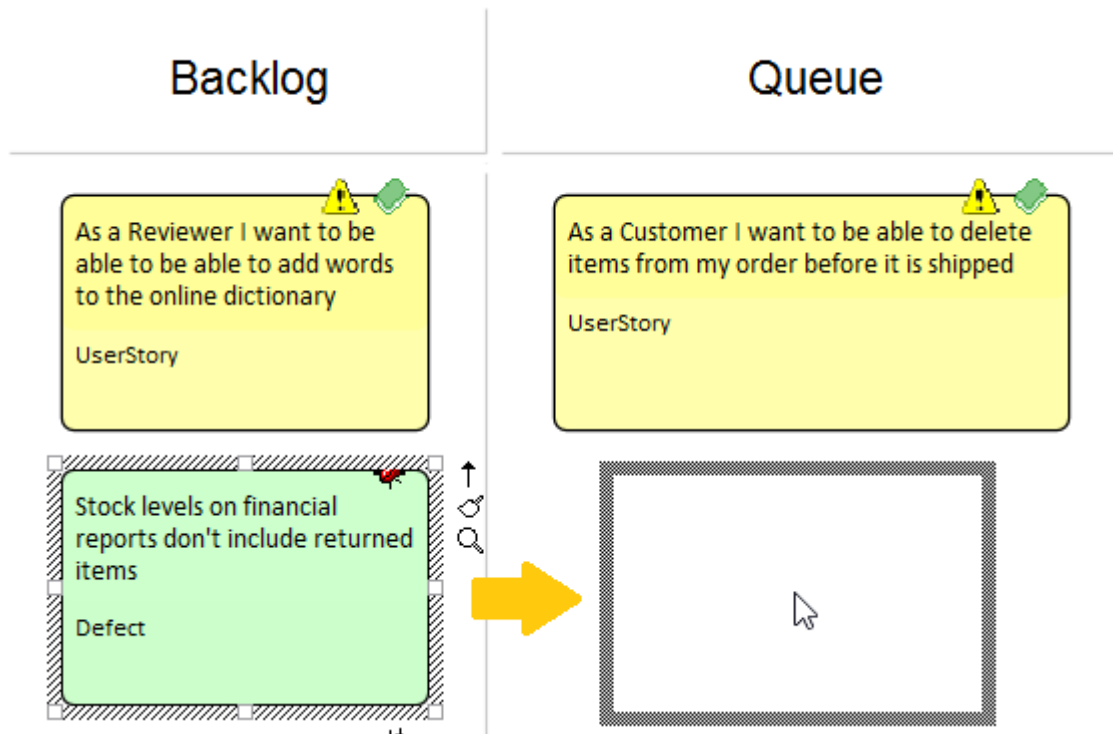 Backlog
Queue
As a Reviewer I want to be
able to be able to add words
to the online dictionary
UserStory
As a Customer I want to be able to delete
items from my order before it is shipped
UserStory
Stock levels on financial
reports don't include returned
items
Defect